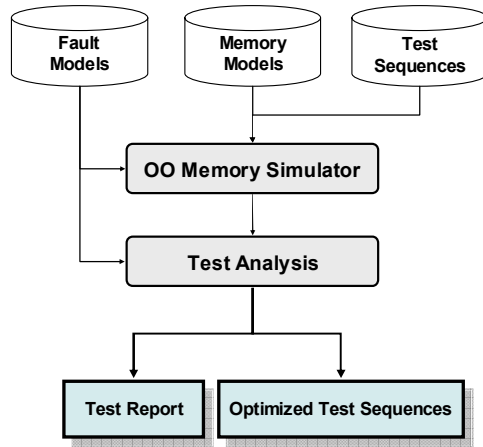 Fault
Models
Memory
Models
Test
Sequences
OO Memory Simulator
Test Analysis
Test Report
Optimized Test Sequences